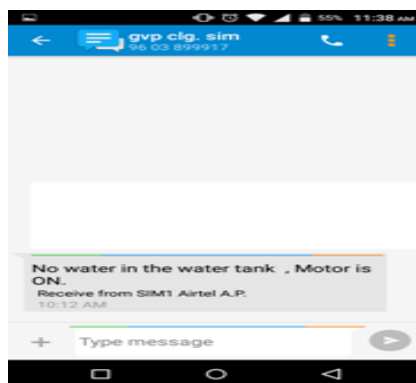 55% 11:38 AM
gvp clg. sim
96 03 899917
No water in the water tank , Motor is
ON.
Receive from SIM1 Airtel A.P.
10:12 AM
Type message